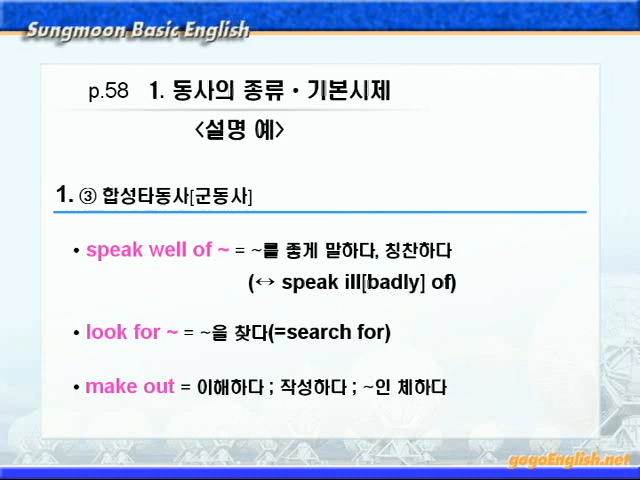 Sungmoon Basic English
p.58 1. 동사의 종류・기본시제
<설명 예>
1. ③ 합성타동사[군동사]
• speak well of ~ = ~를 좋게 말하다, 칭찬하다
(↔ speak ill[badly] of)
• look for ~ = ~을 찾다(=search for)
• make out = 이해하다 ; 작성하다 ; ~인 체하다
gogoEnglish.net